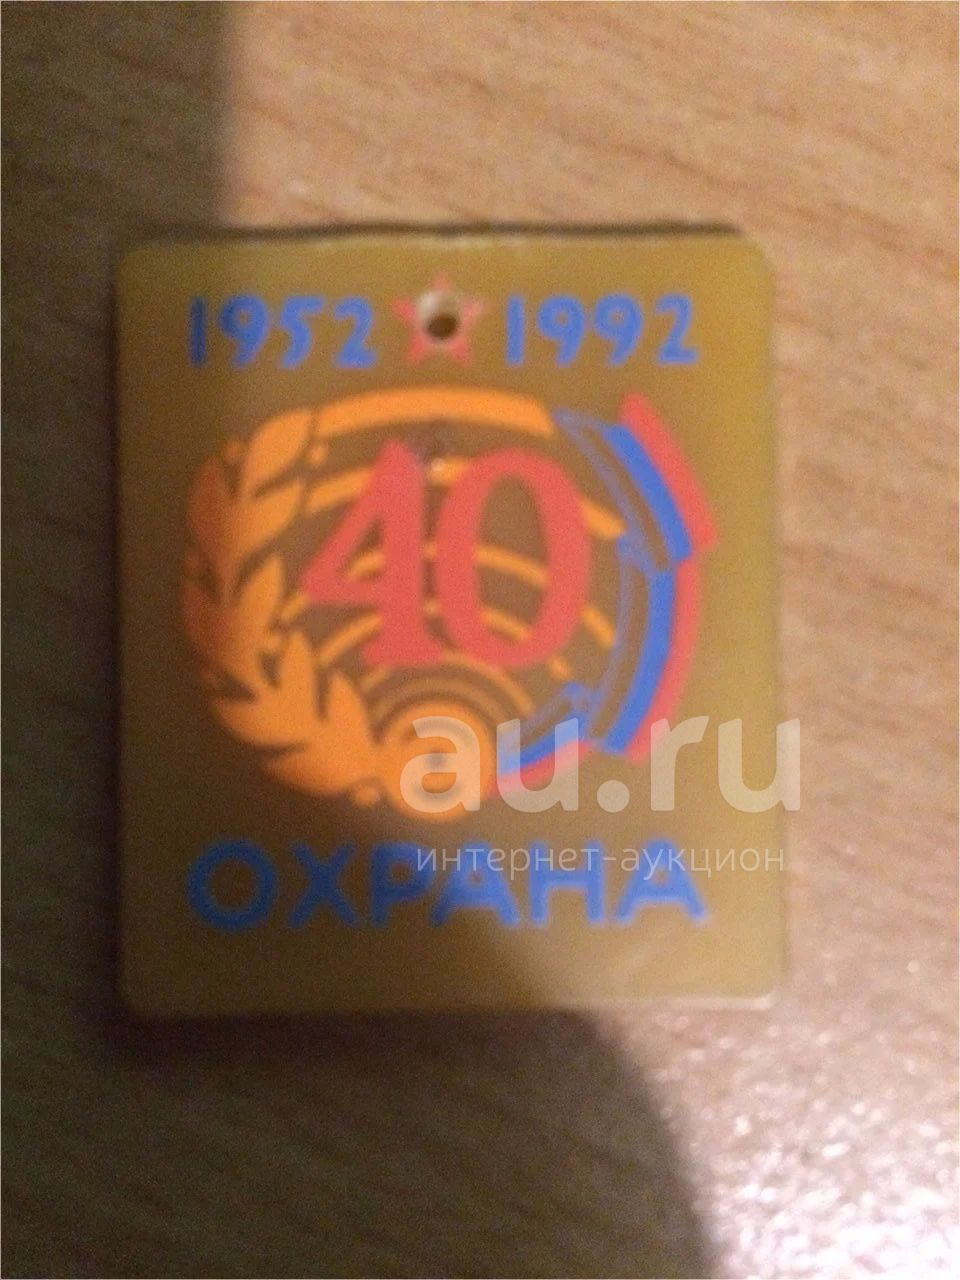 1952 1992
40
au.ru
интернет-аукцион
ОХРАНА